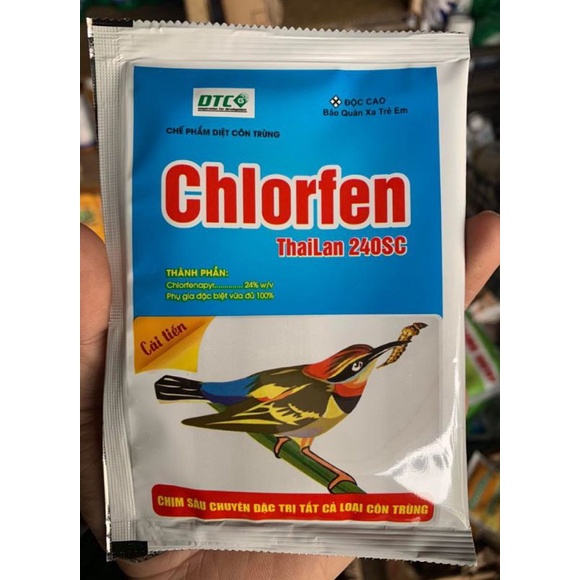 DTC
ĐỘC CAO
Bảo Quản Xa Trẻ Em
CHẾ PHẨM DIỆT CÔN TRÙNG
Chlorfen
ThaiLan 240SC
THÀNH PHẦN:
Chlorfenapyr............. 24% w/v
Phụ gia đặc biệt vừa đủ 100%
Cải tiến
CHIM SÂU CHUYÊN ĐẶC TRỊ TẤT CẢ LOẠI CÔN TRÙNG